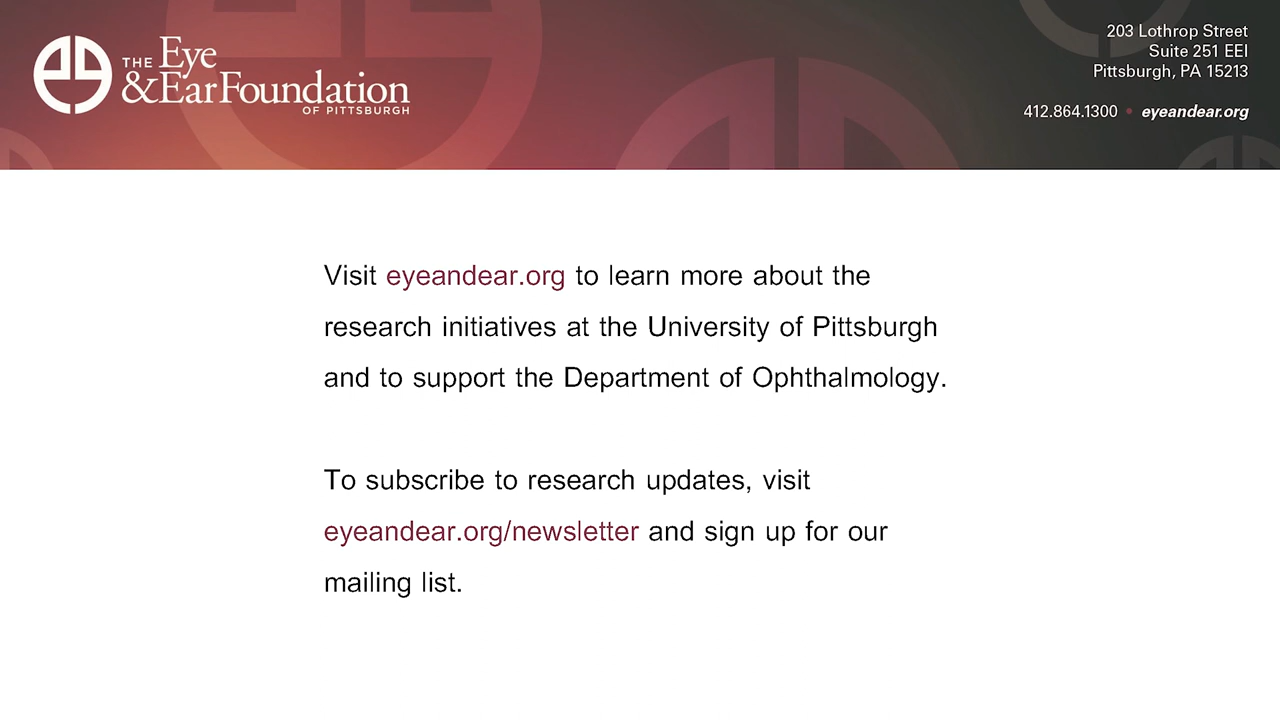 THE Eye
&EarFoundation
OF PITTSBURGH
203 Lothrop Street
Suite 251 EEI
Pittsburgh, PA 15213
412.864.1300 • eyeandear.org
Visit eyeandear.org to learn more about the
research initiatives at the University of Pittsburgh
and to support the Department of Ophthalmology.
To subscribe to research updates, visit
eyeandear.org/newsletter and sign up for our
mailing list.